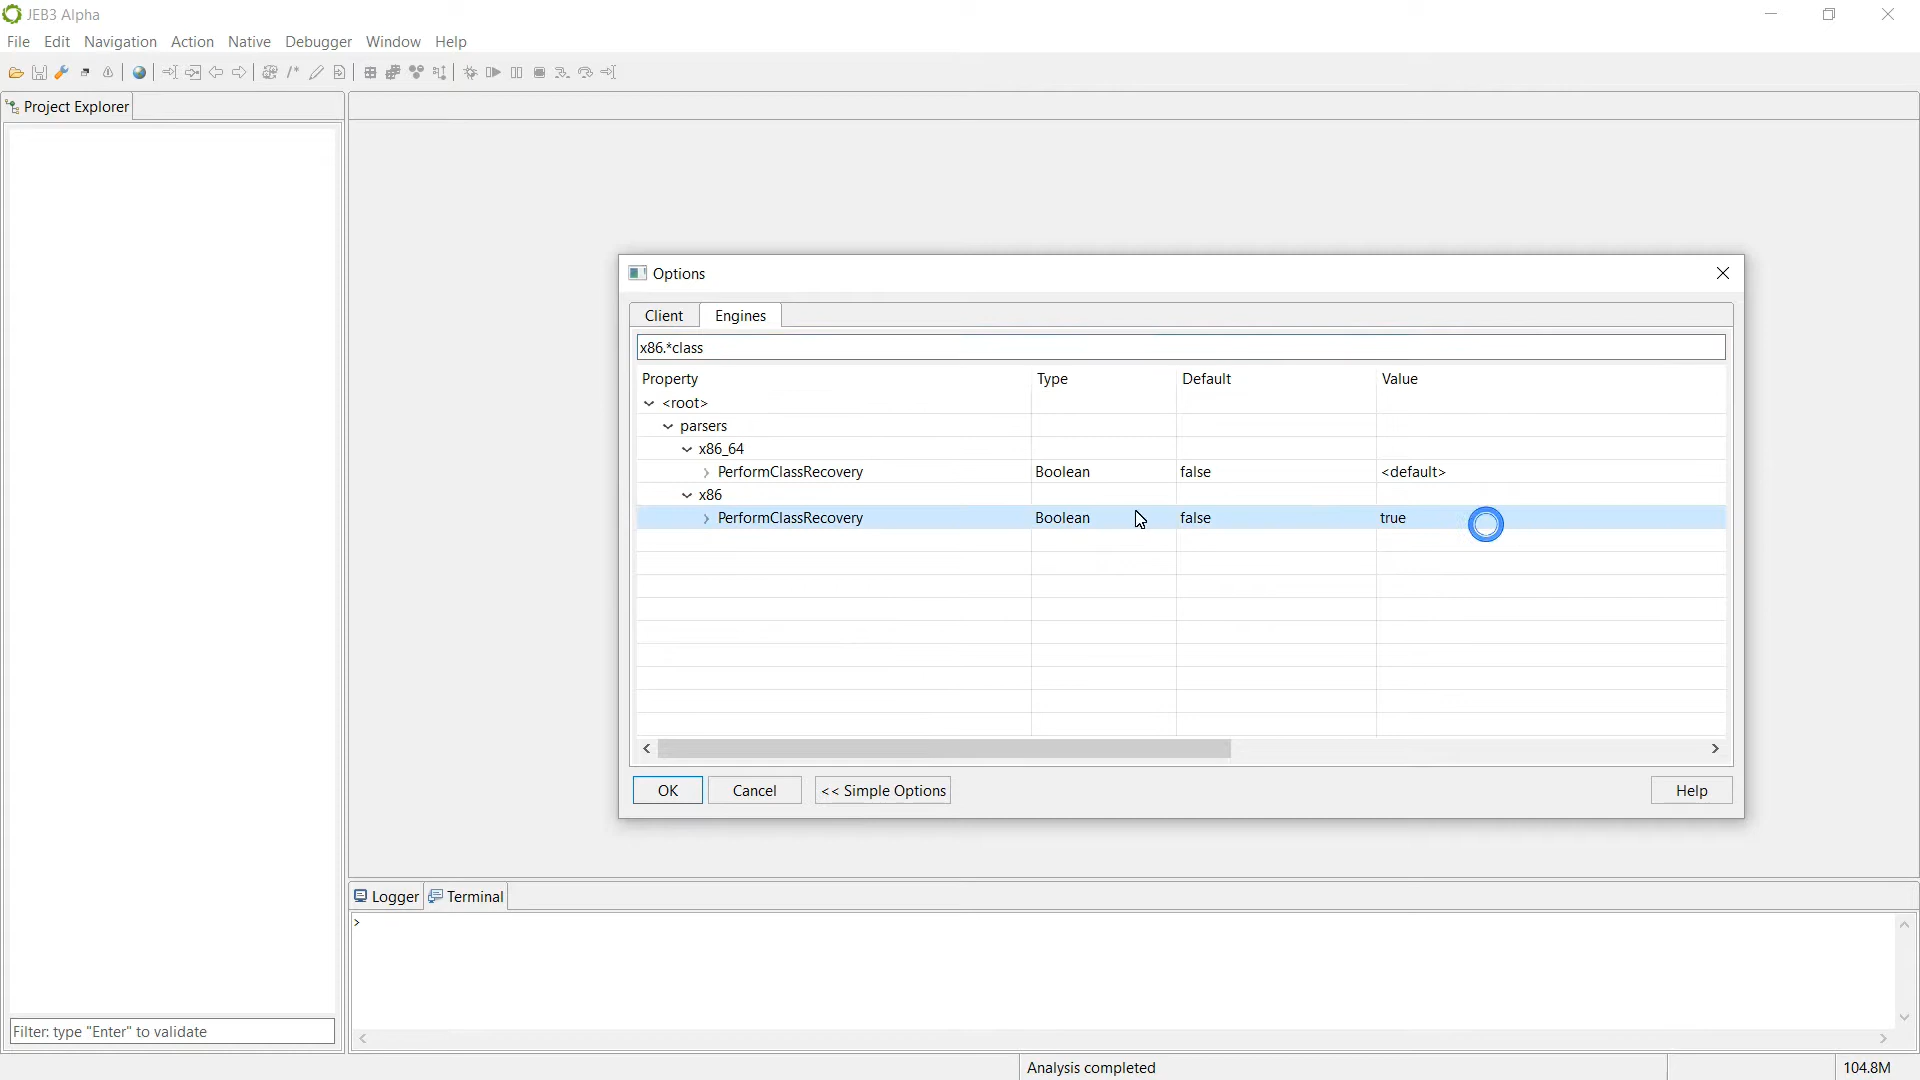 JEB3 Alpha
File Edit Navigation Action Native Debugger Window Help
Project Explorer
Options
Client Engines
x86.*class
Property Type Default Value
<root>
parsers
x86_64
PerformClassRecovery Boolean false <default>
x86
PerformClassRecovery Boolean false true
OK Cancel << Simple Options Help
Logger Terminal
>
Filter: type "Enter" to validate
Analysis completed 104.8M